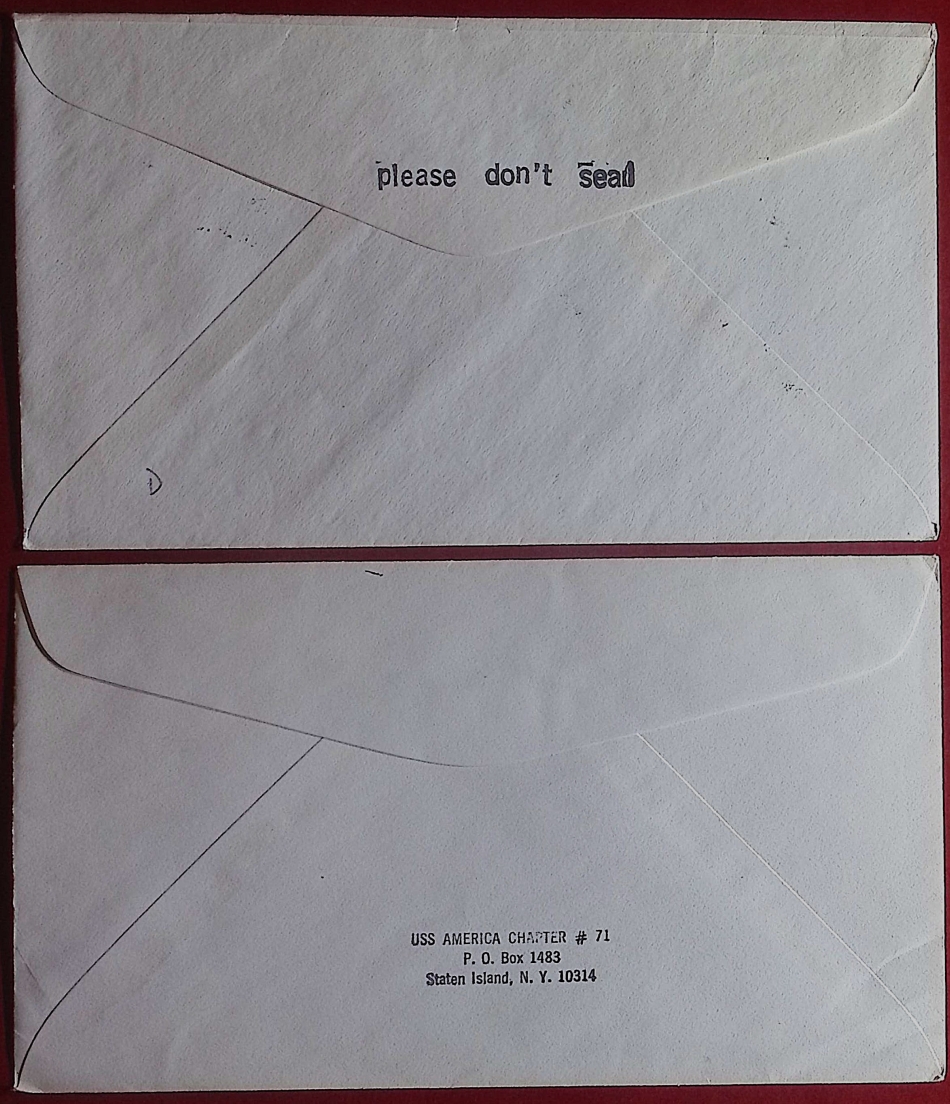 please don't seal
USS AMERICA CHAPTER # 71
P. O. Box 1483
Staten Island, N. Y. 10314